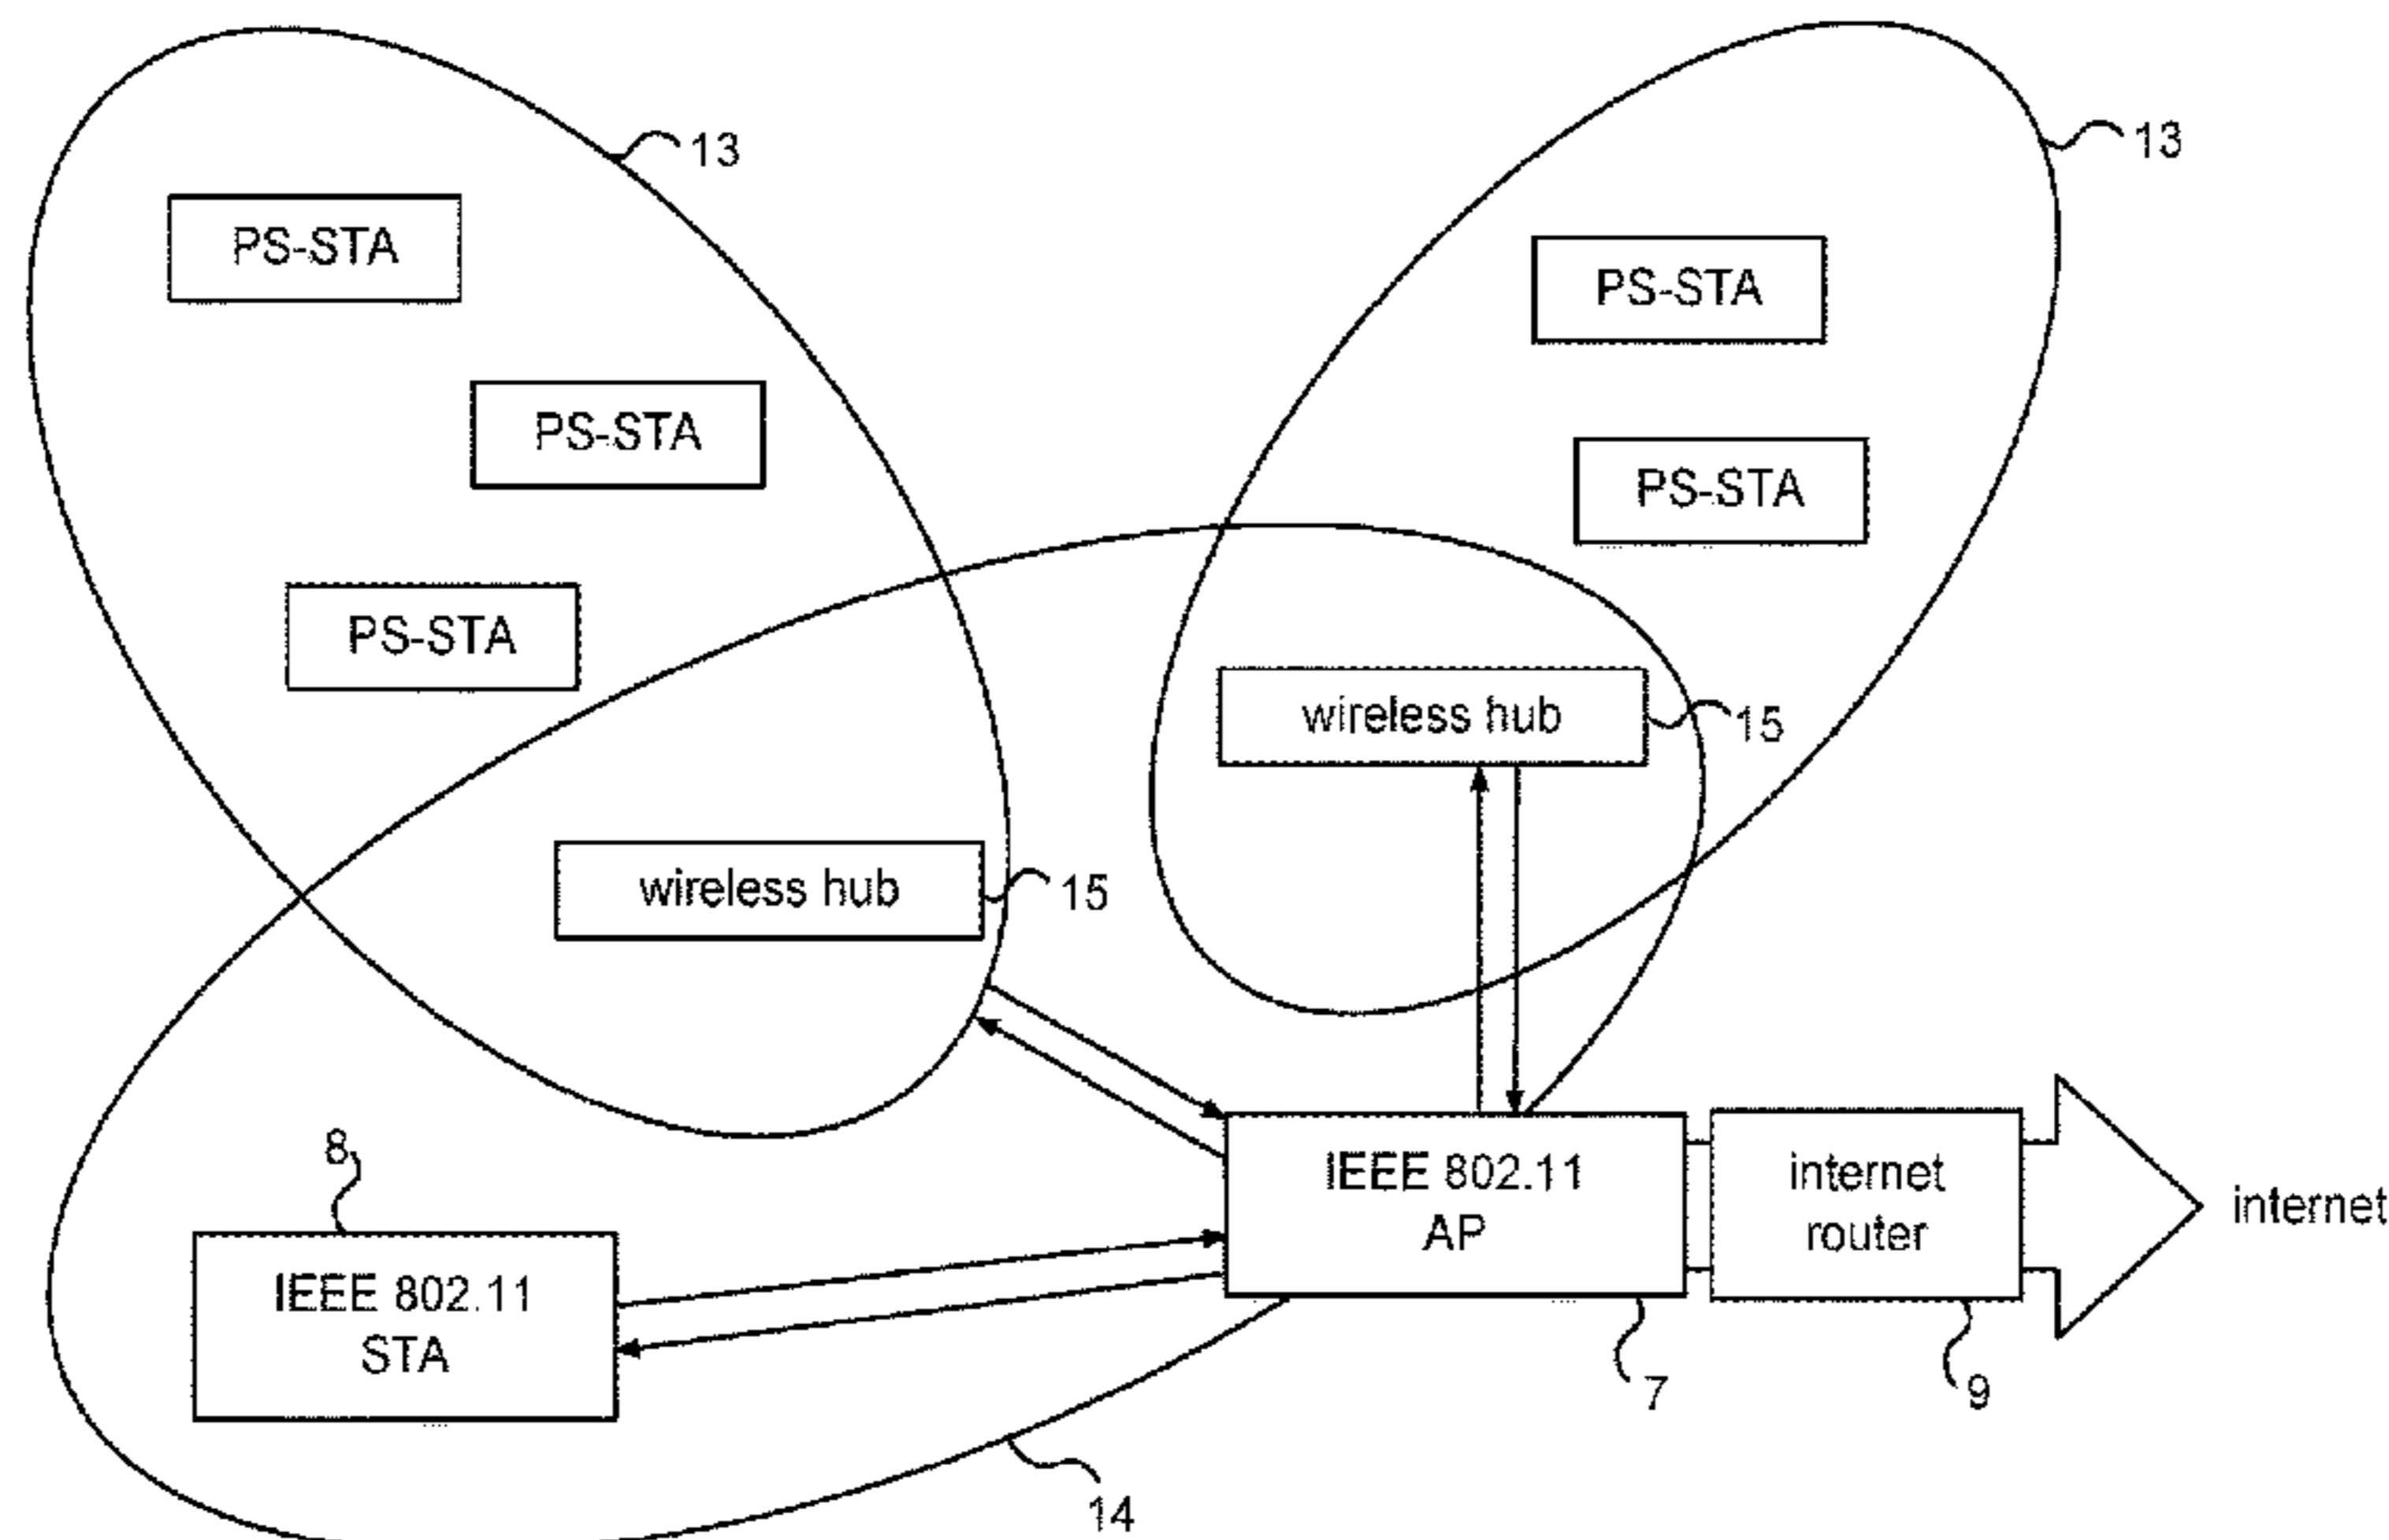 13
13
PS-STA
PS-STA
PS-STA
PS-STA
PS-STA
wireless hub
15
wireless hub
15
8
IEEE 802.11
STA
IEEE 802.11
AP
internet
router
internet
7
9
14